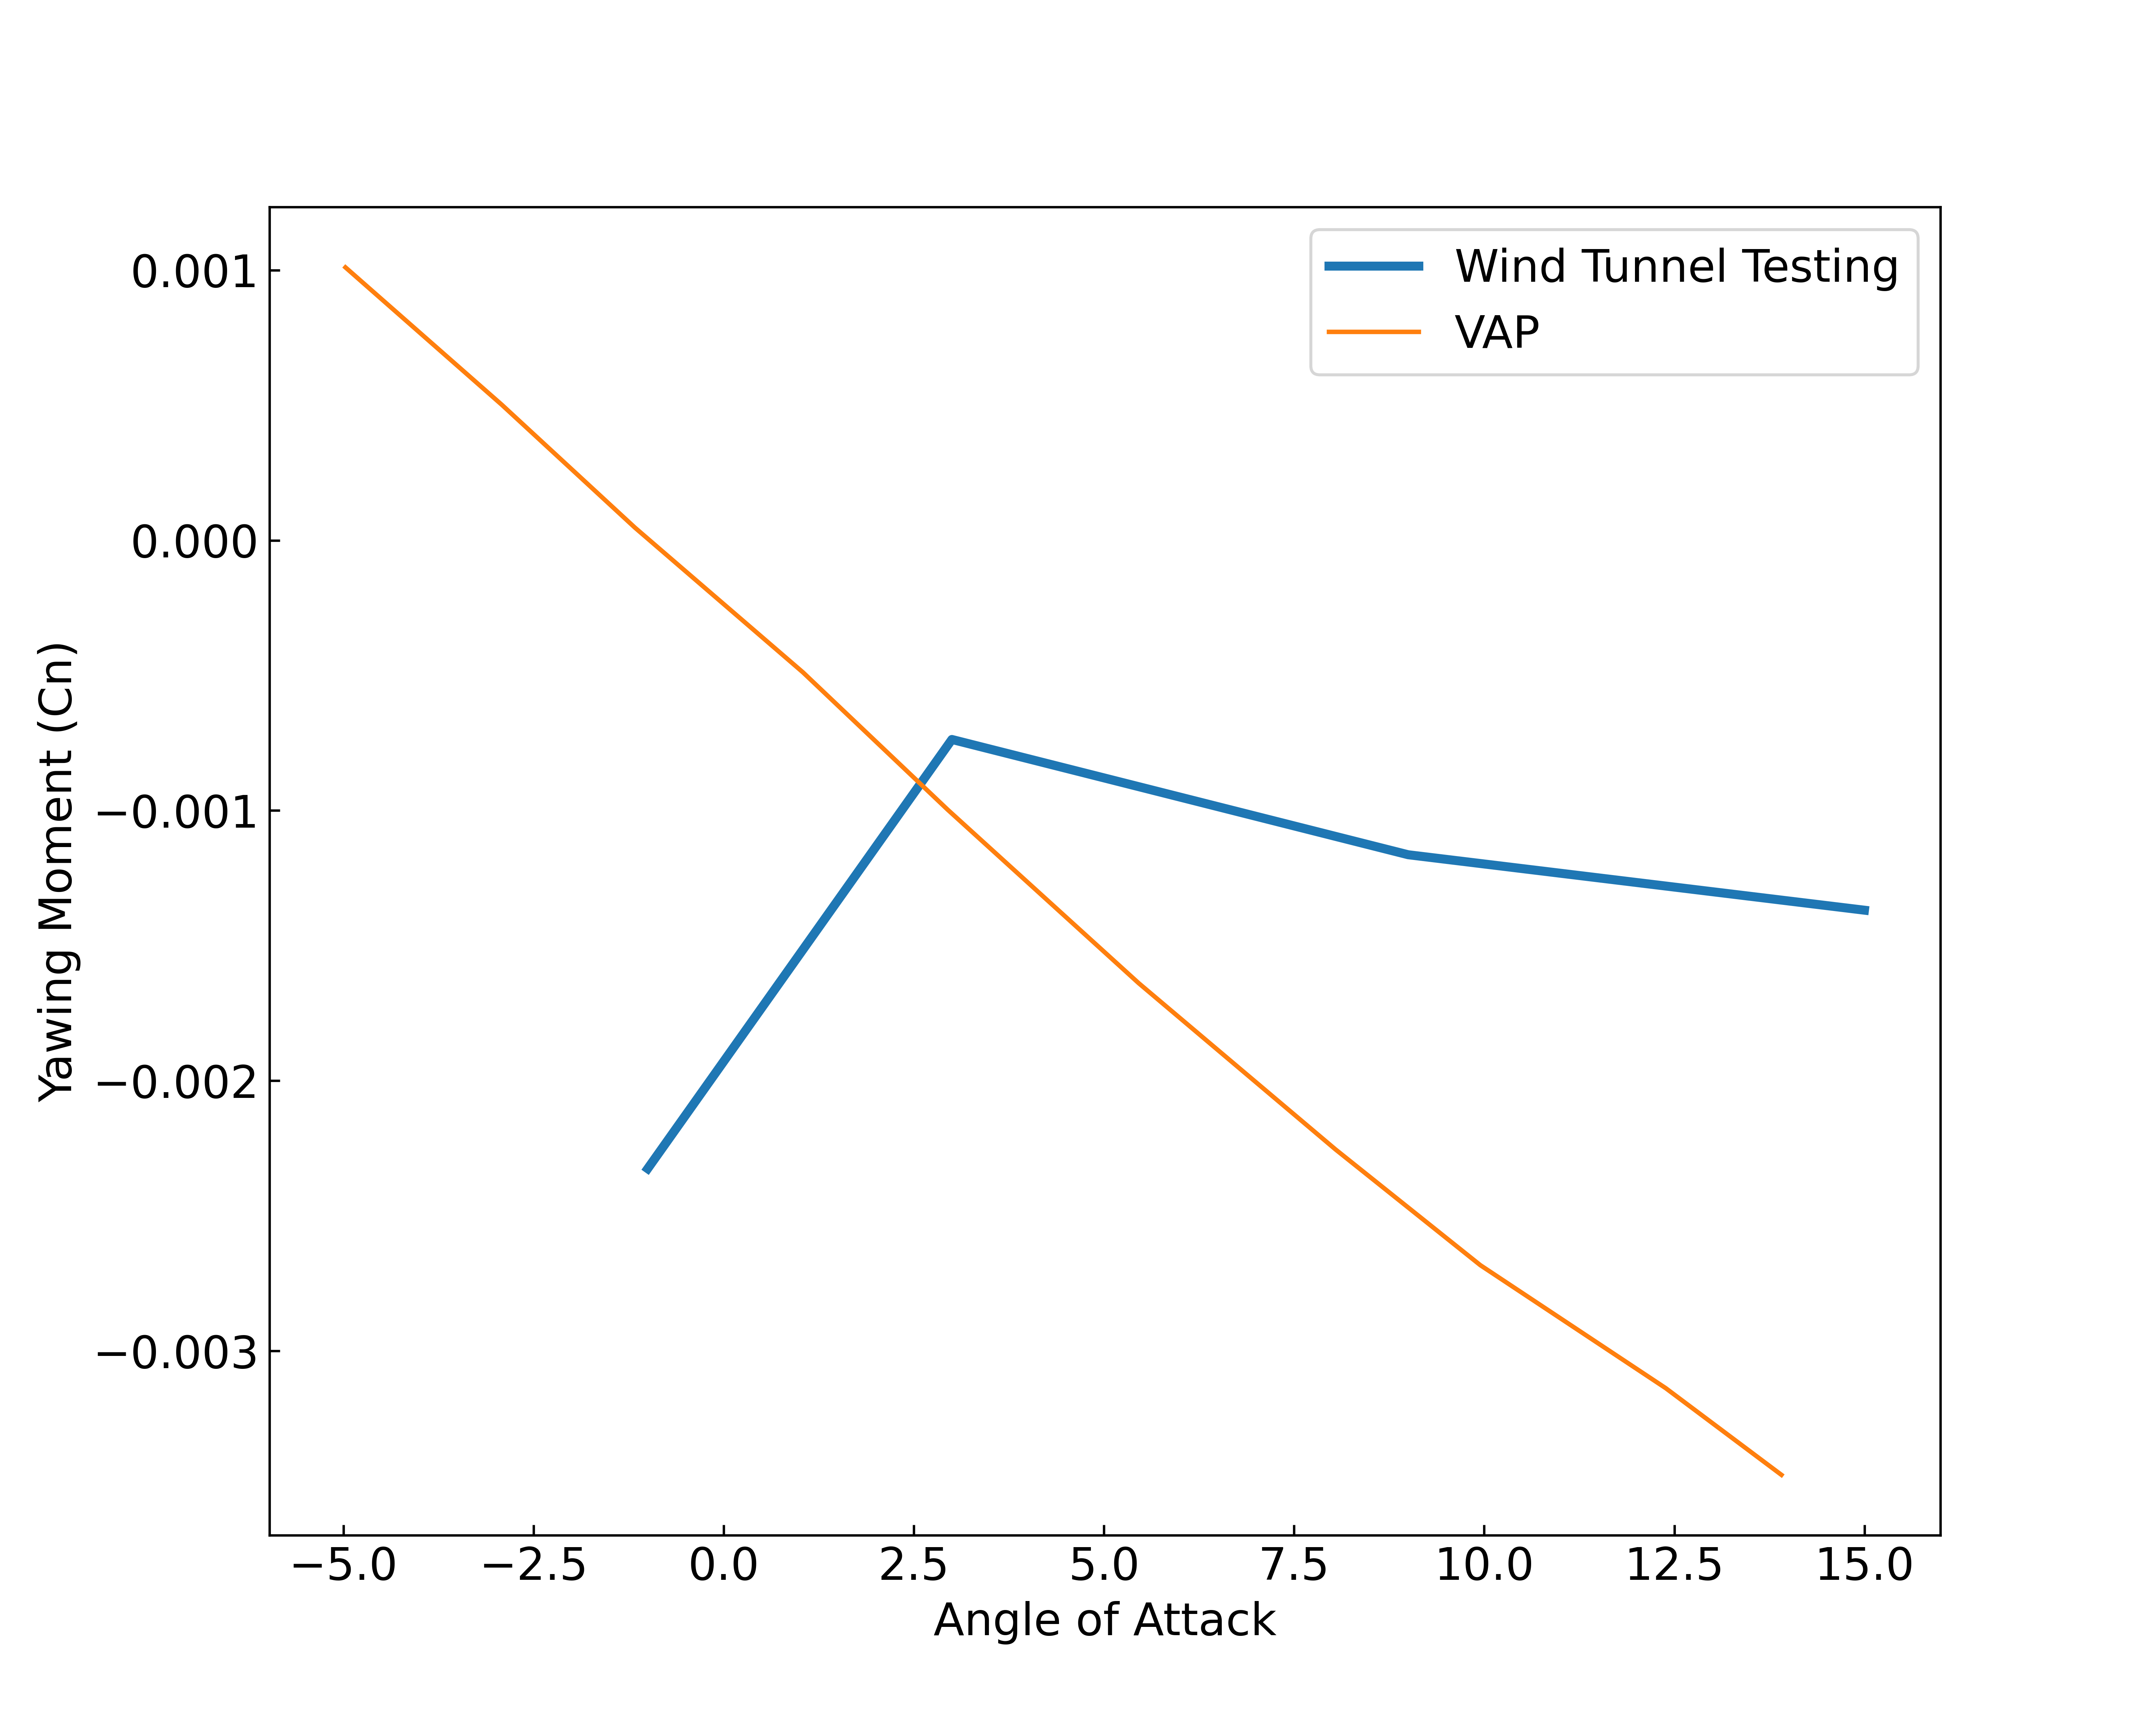 Wind Tunnel Testing
VAP
0.001
0.000
−0.001
−0.002
−0.003
Yawing Moment (Cn)
−5.0 −2.5 0.0 2.5 5.0 7.5 10.0 12.5 15.0
Angle of Attack